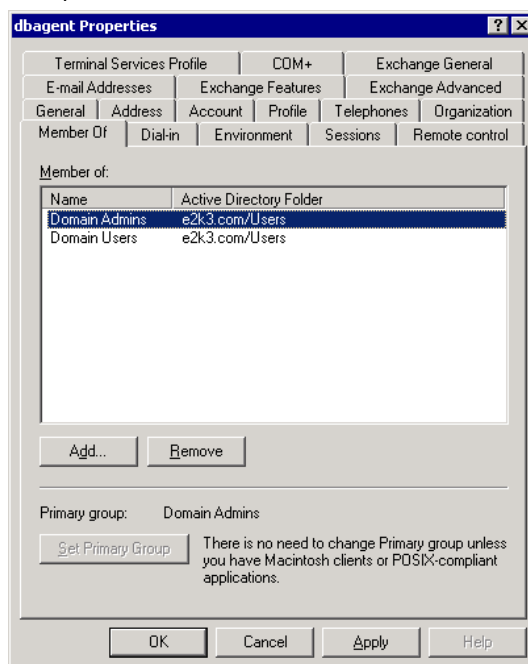 dbagent Properties
Terminal Services Profile COM+ Exchange General
E-mail Addresses Exchange Features Exchange Advanced
General Address Account Profile Telephones Organization
Member Of Dial-in Environment Sessions Remote control
Member of:
Name Active Directory Folder
Domain Admins e2k3.com/Users
Domain Users e2k3.com/Users
Add... Remove
Primary group: Domain Admins
Set Primary Group There is no need to change Primary group unless
you have Macintosh clients or POSIX-compliant
applications.
OK Cancel Apply Help